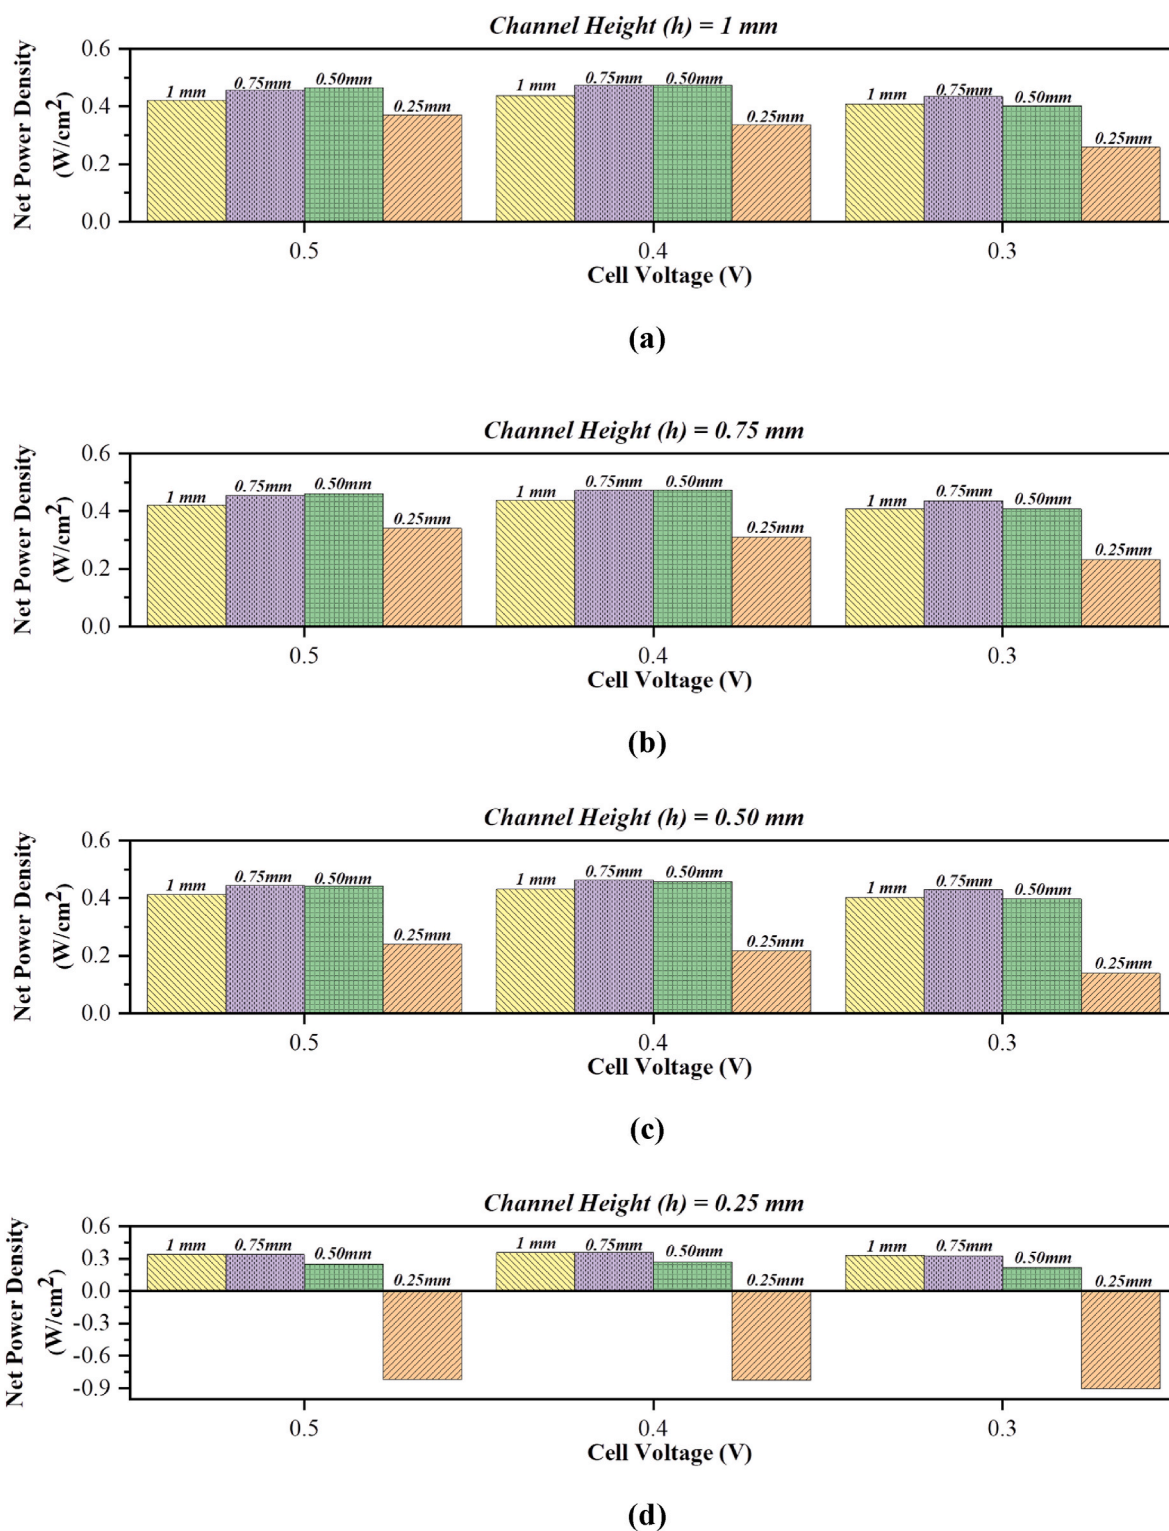 Channel Height (h) = 1 mm
Net Power Density
(W/cm2)
0.6
0.4
0.2
0.0
1 mm
0.75mm
0.50mm
0.25mm
1 mm
0.75mm
0.50mm
0.25mm
1 mm
0.75mm
0.50mm
0.25mm
0.5
0.4
0.3
Cell Voltage (V)
(a)
Channel Height (h) = 0.75 mm
Net Power Density
(W/cm2)
0.6
0.4
0.2
0.0
1 mm
0.75mm
0.50mm
0.25mm
1 mm
0.75mm
0.50mm
0.25mm
1 mm
0.75mm
0.50mm
0.25mm
0.5
0.4
0.3
Cell Voltage (V)
(b)
Channel Height (h) = 0.50 mm
Net Power Density
(W/cm2)
0.6
0.4
0.2
0.0
1 mm
0.75mm
0.50mm
0.25mm
1 mm
0.75mm
0.50mm
0.25mm
1 mm
0.75mm
0.50mm
0.25mm
0.5
0.4
0.3
Cell Voltage (V)
(c)
Channel Height (h) = 0.25 mm
Net Power Density
(W/cm2)
0.6
0.3
0.0
-0.3
-0.6
-0.9
1 mm
0.75mm
0.50mm
0.25mm
1 mm
0.75mm
0.50mm
0.25mm
1 mm
0.75mm
0.50mm
0.25mm
0.5
0.4
0.3
Cell Voltage (V)
(d)